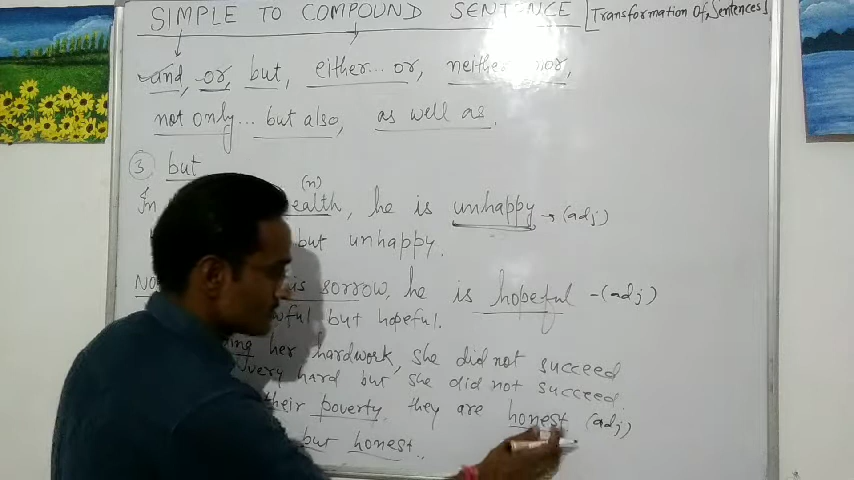 SIMPLE TO COMPOUND SENTENCE [Transformation Of Sentences]
and, or, but, either... or, neither nor,
not only... but also, as well as.
3. but
(n)
In ealth, he is unhappy → (adj)
but unhappy.
is sorrow, he is hopeful - (adj)
but hopeful.
her hardwork, she did not succeed
very hard but she did not succeed
their poverty they are honest (adj)
but honest.